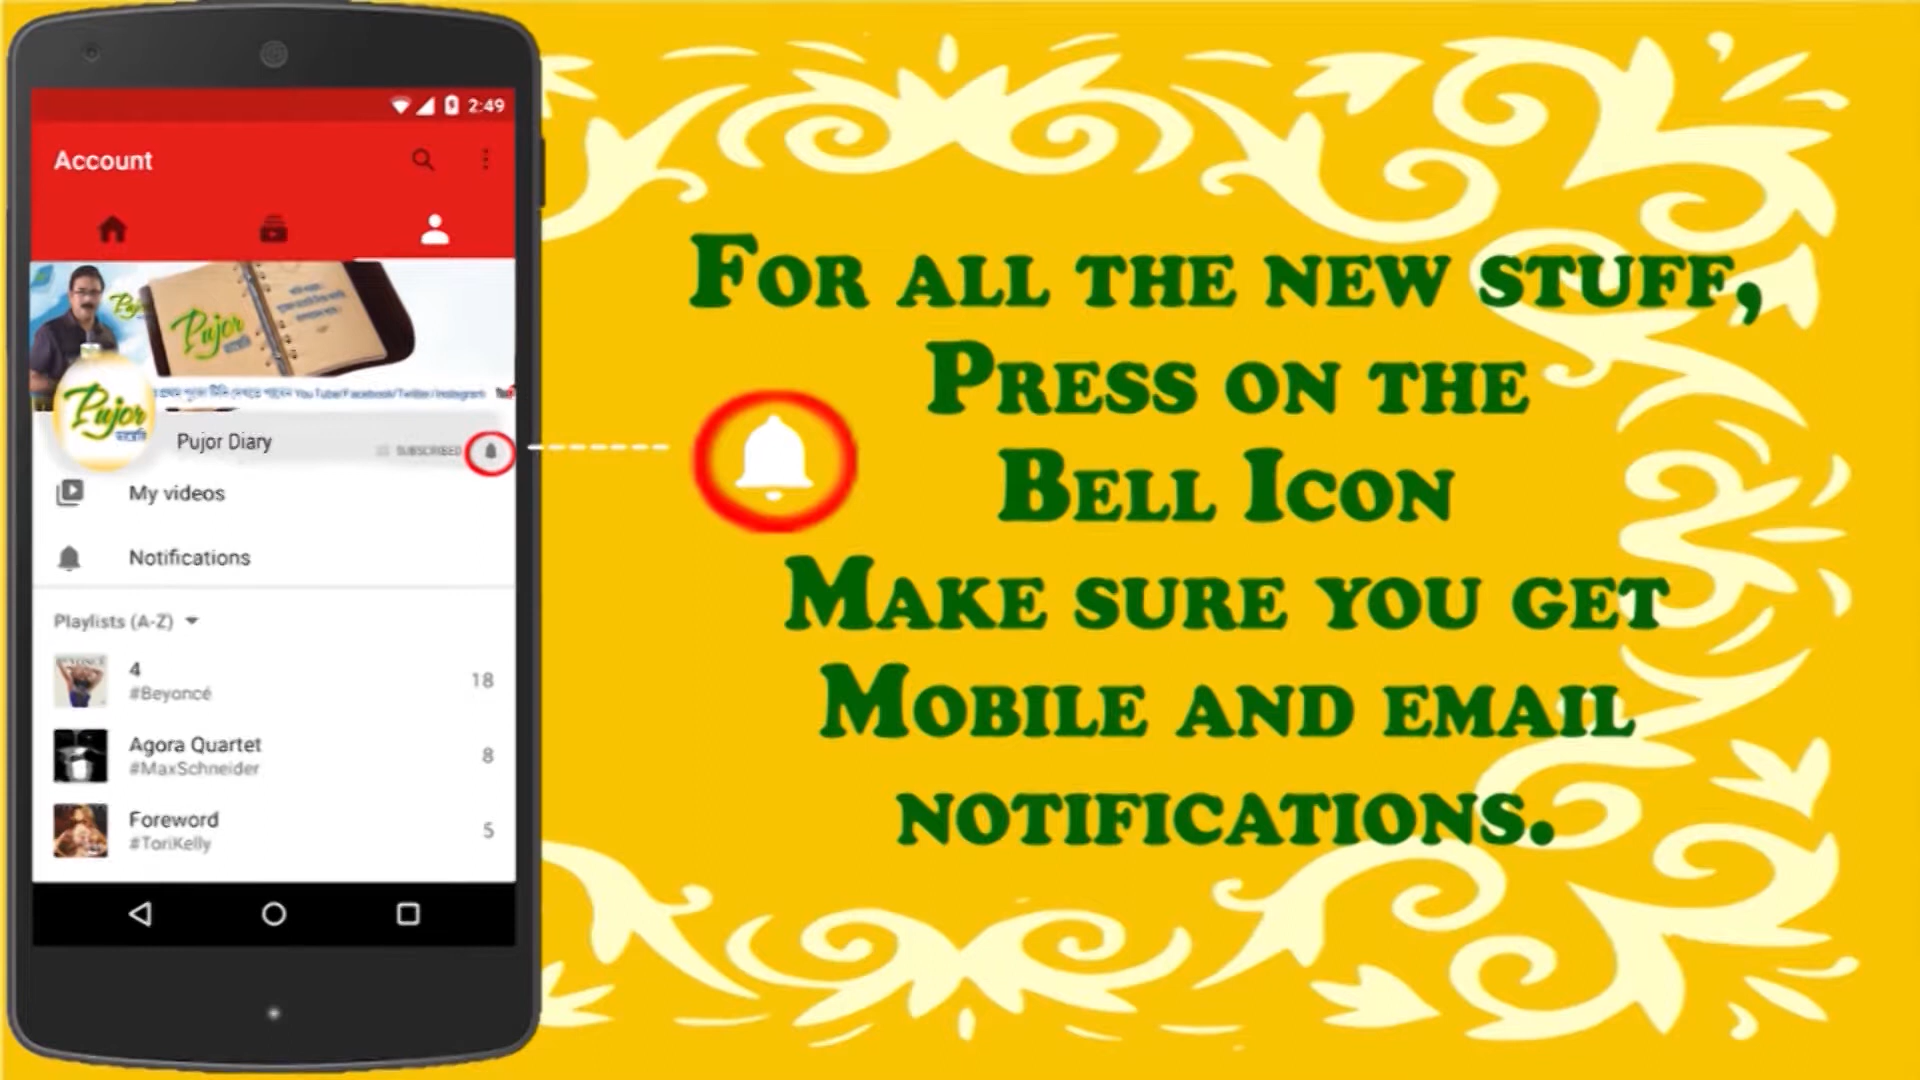 2:49
Account
Pujor
Pujor
Pujor Diary
SUBSCRIBED
My videos
Notifications
Playlists (A-Z)
4
#Beyoncé
18
Agora Quartet
#MaxSchneider
8
Foreword
#ToriKelly
5
FOR ALL THE NEW STUFF,
PRESS ON THE
BELL ICON
MAKE SURE YOU GET
MOBILE AND EMAIL
NOTIFICATIONS.